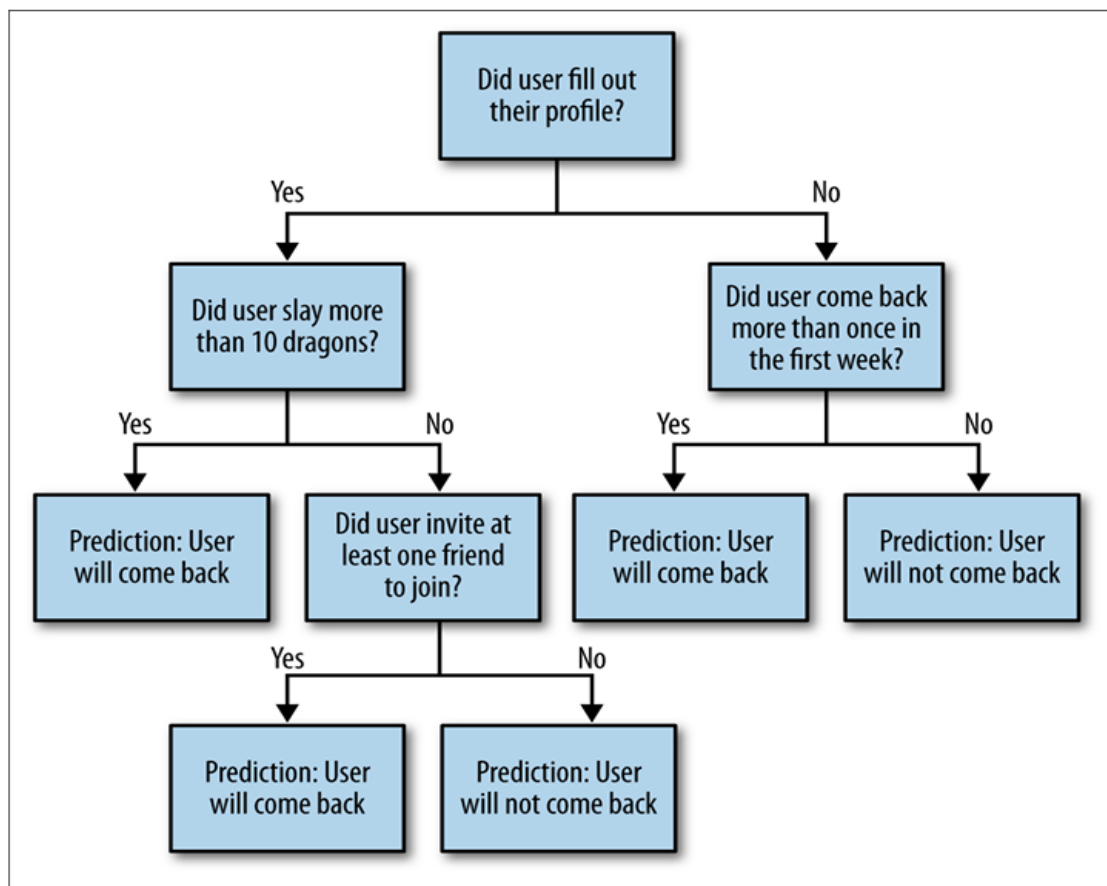 Did user fill out
their profile?
Yes
No
Did user slay more
than 10 dragons?
Did user come back
more than once in
the first week?
Yes
No
Yes
No
Prediction: User
will come back
Did user invite at
least one friend
to join?
Prediction: User
will come back
Prediction: User
will not come back
Yes
No
Prediction: User
will come back
Prediction: User
will not come back